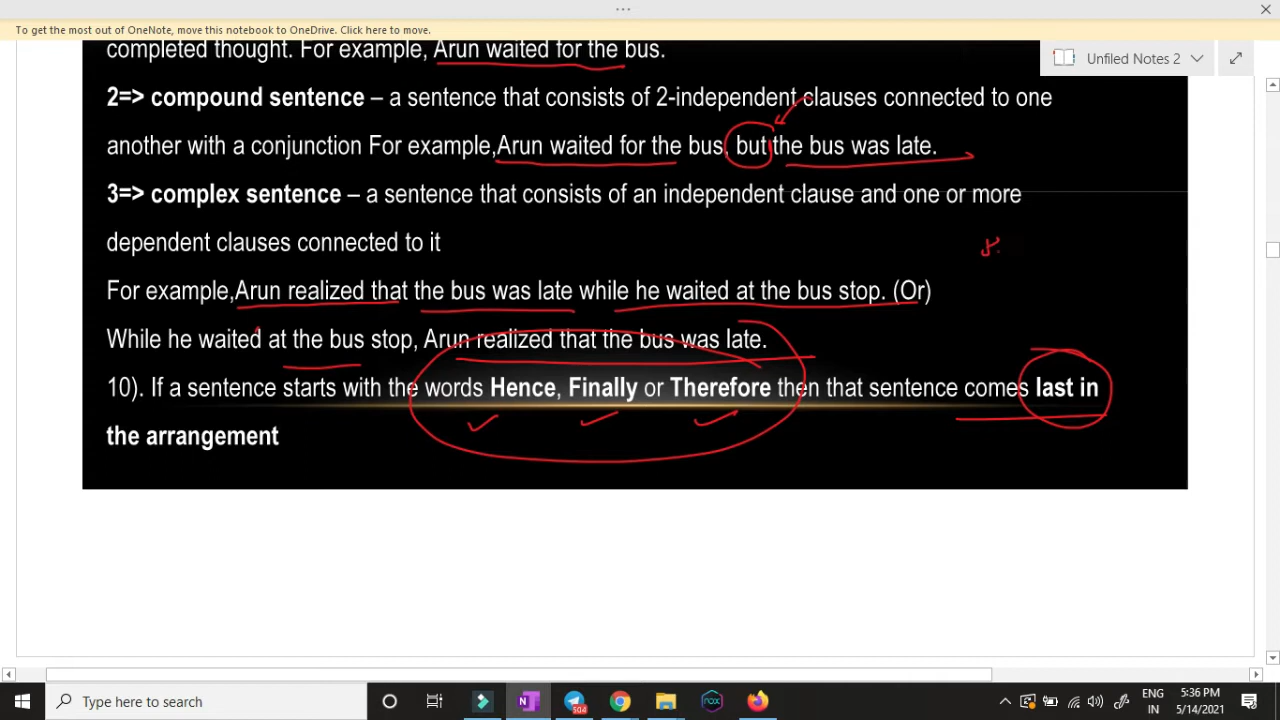 To get the most out of OneNote, move this notebook to OneDrive. Click here to move.
Unfiled Notes 2
completed thought. For example, Arun waited for the bus.
2=> compound sentence – a sentence that consists of 2-independent clauses connected to one
another with a conjunction For example,Arun waited for the bus, but the bus was late.
3=> complex sentence – a sentence that consists of an independent clause and one or more
dependent clauses connected to it
For example,Arun realized that the bus was late while he waited at the bus stop. (Or)
While he waited at the bus stop, Arun realized that the bus was late.
10). If a sentence starts with the words Hence, Finally or Therefore then that sentence comes last in
the arrangement
Type here to search
504
nox
ENG
IN
5:36 PM
5/14/2021